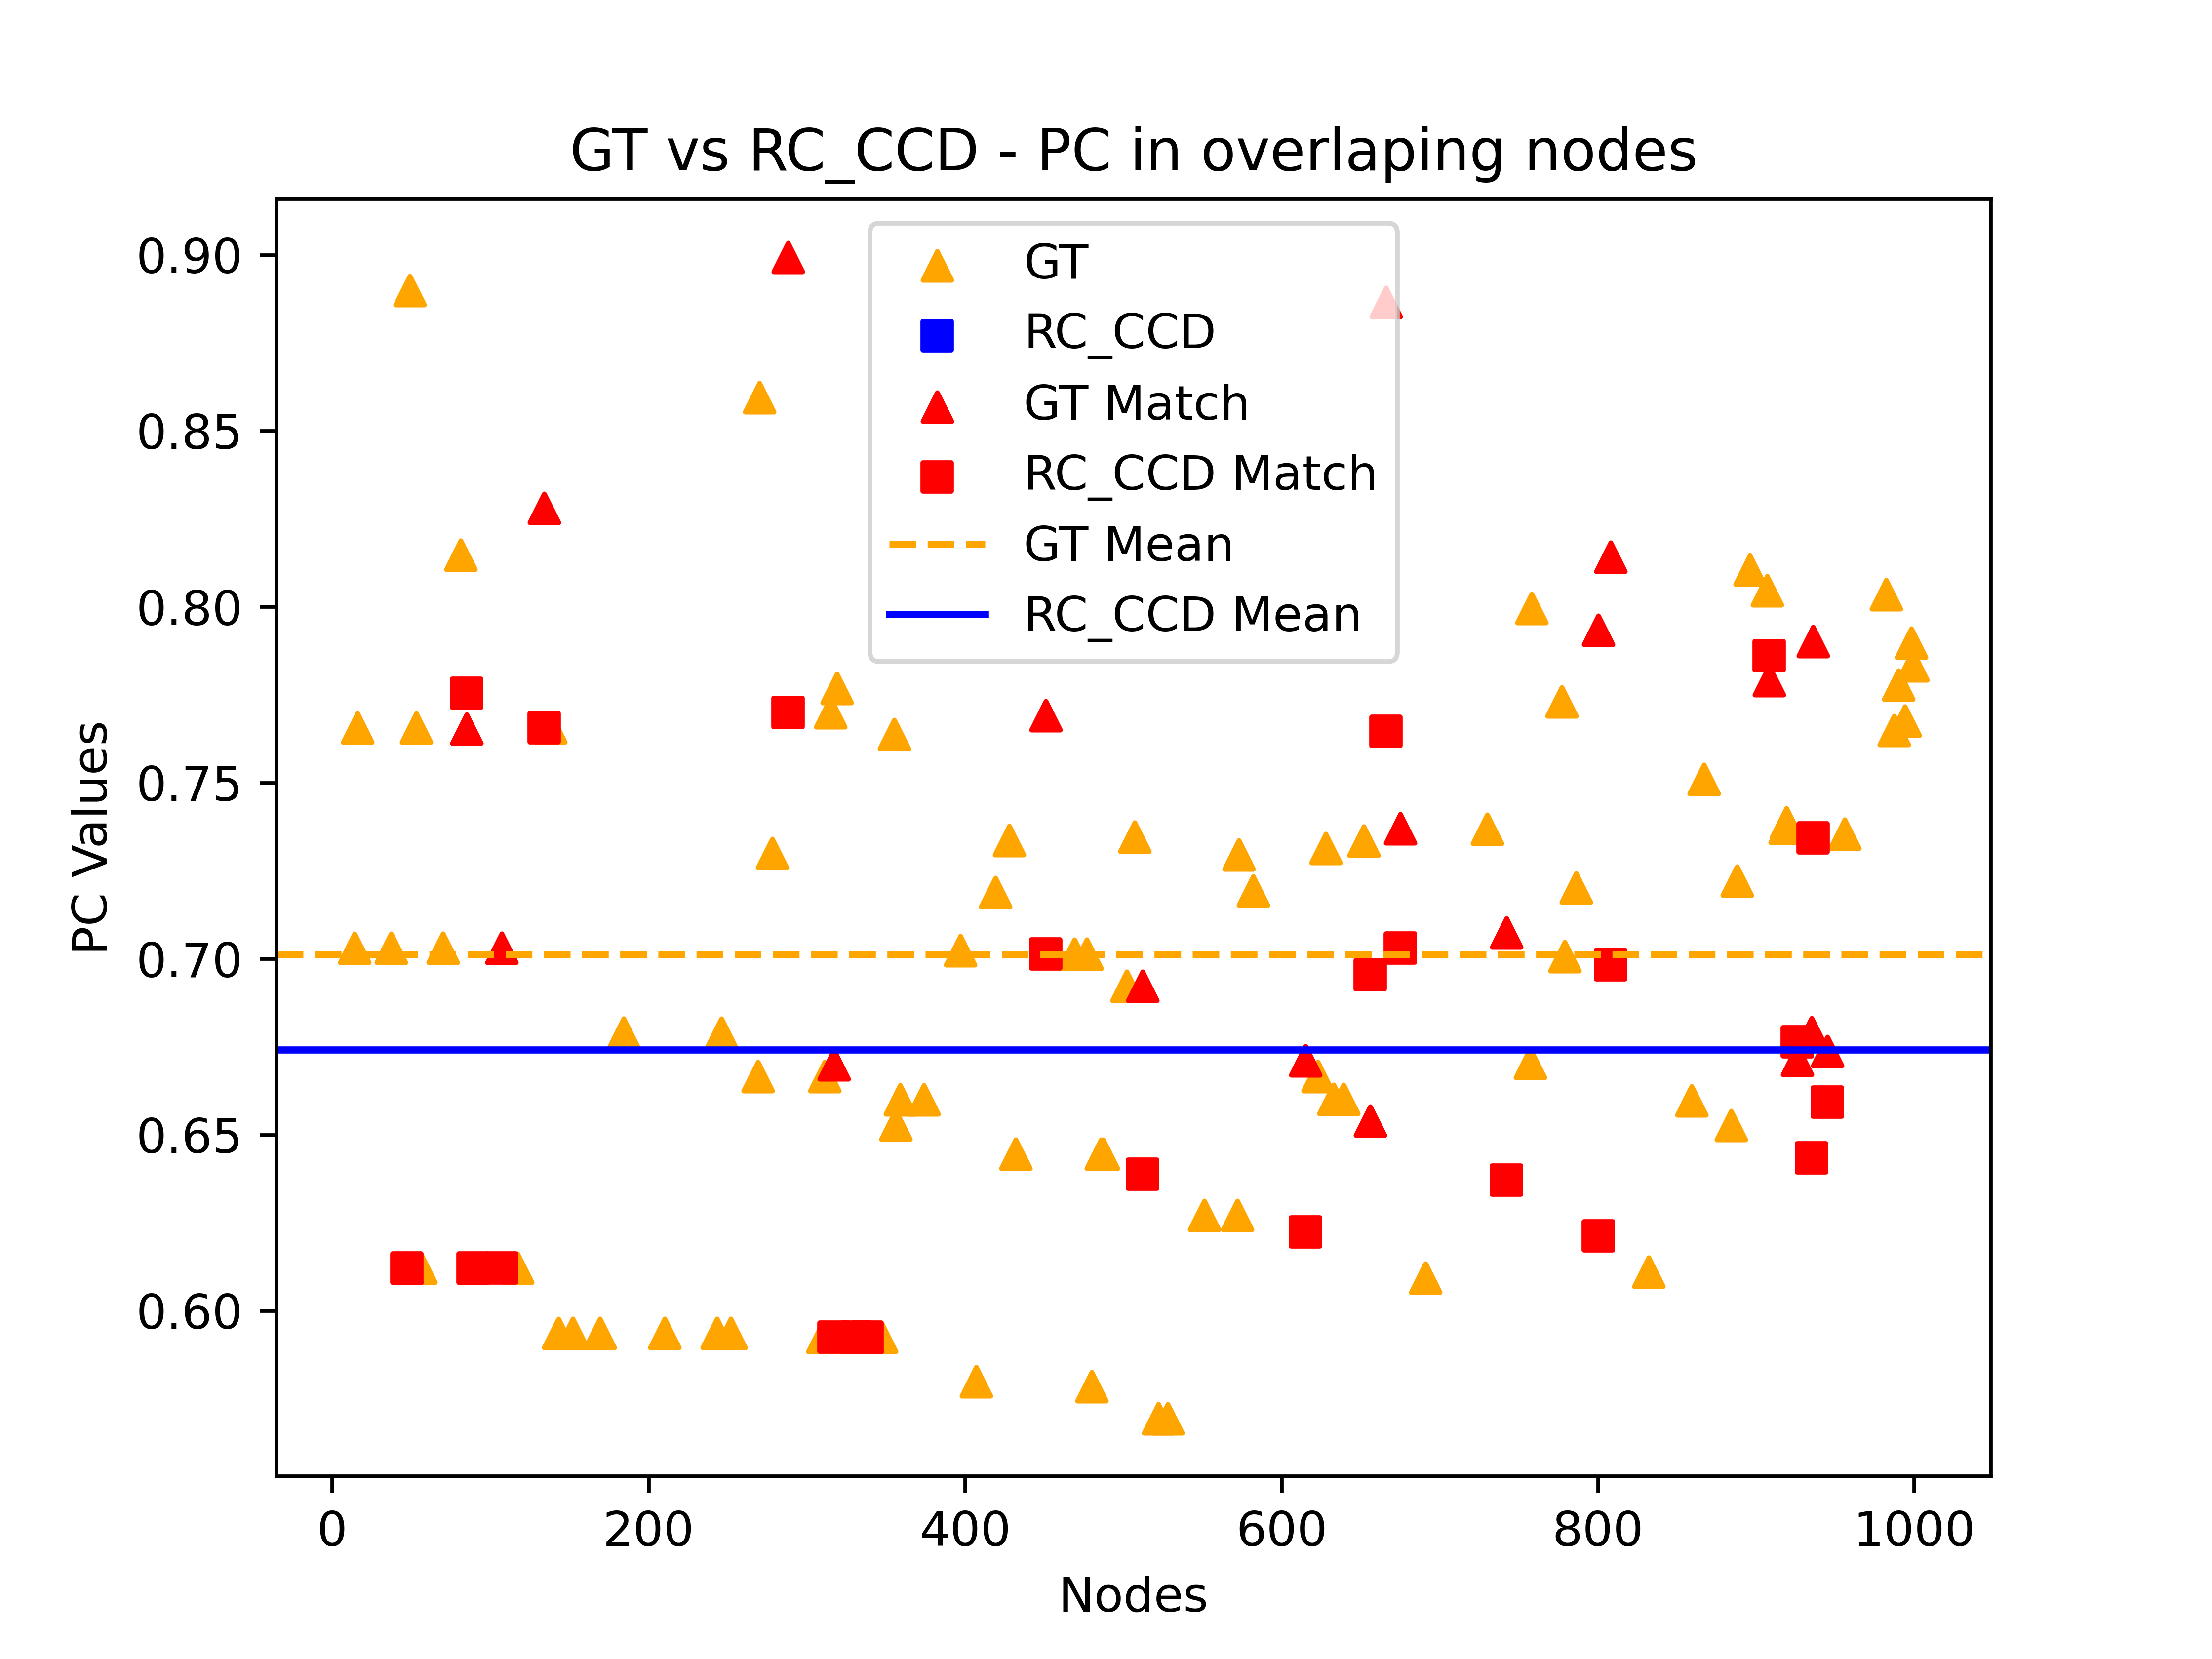 GT vs RC_CCD - PC in overlaping nodes
GT
RC_CCD
GT Match
RC_CCD Match
GT Mean
RC_CCD Mean
PC Values
0.90
0.85
0.80
0.75
0.70
0.65
0.60
0 200 400 600 800 1000
Nodes